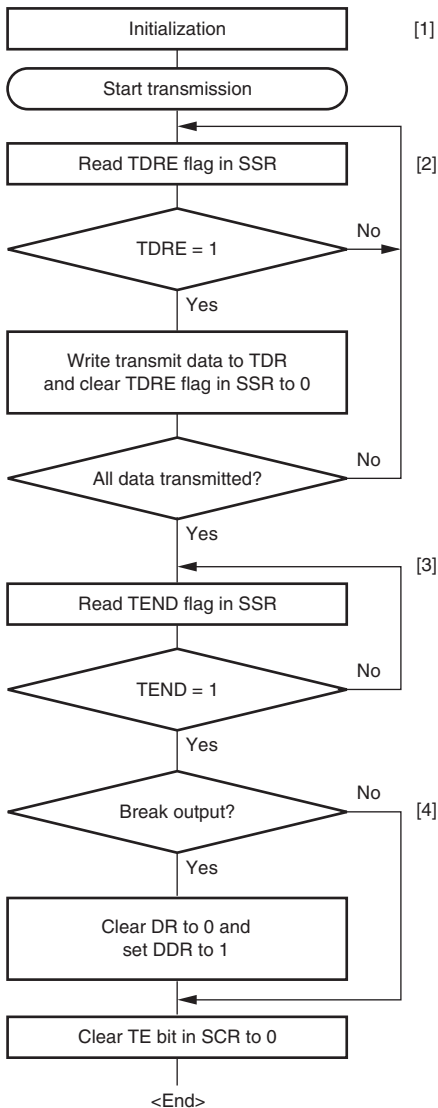 Initialization
[1]
Start transmission
Read TDRE flag in SSR
[2]
TDRE = 1
No
Yes
Write transmit data to TDR
and clear TDRE flag in SSR to 0
All data transmitted?
No
Yes
[3]
Read TEND flag in SSR
TEND = 1
No
Yes
Break output?
No
[4]
Yes
Clear DR to 0 and
set DDR to 1
Clear TE bit in SCR to 0
<End>